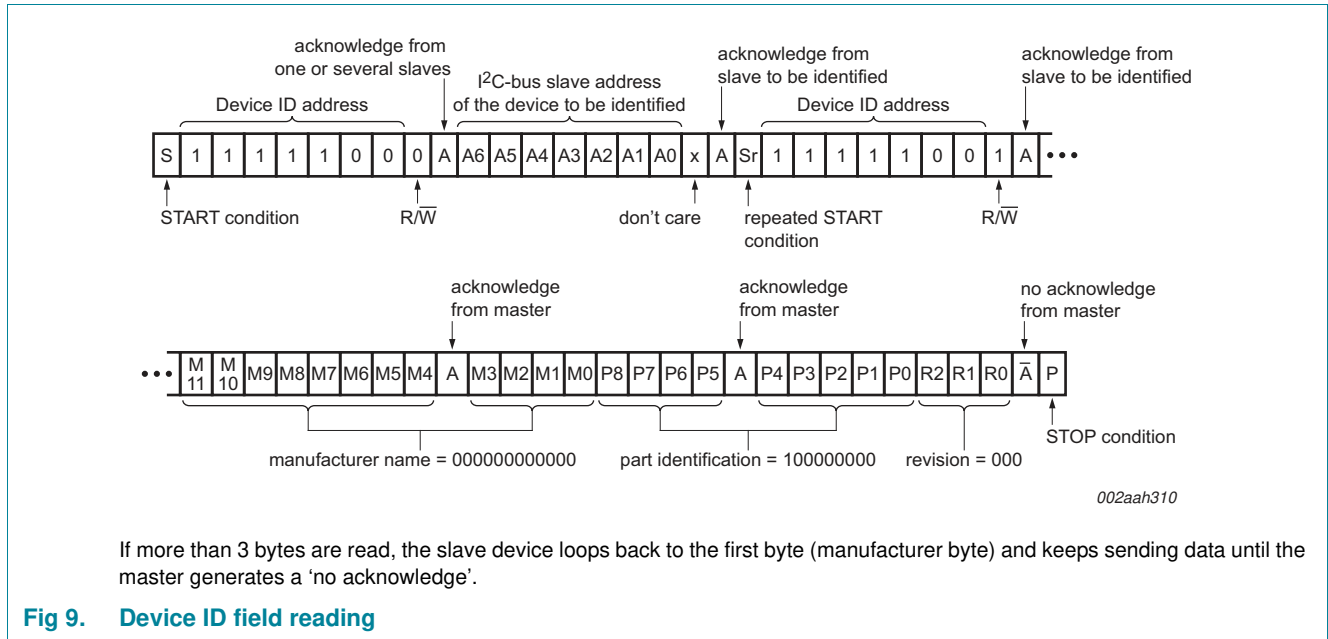 acknowledge from
one or several slaves
I2C-bus slave address
of the device to be identified
acknowledge from
slave to be identified
acknowledge from
slave to be identified
Device ID address
Device ID address
S 1 1 1 1 1 0 0 0 A A6 A5 A4 A3 A2 A1 A0 x A Sr 1 1 1 1 1 0 0 1 A •••
START condition
R/W̅
don't care
repeated START
condition
R/W̅
acknowledge
from master
acknowledge
from master
no acknowledge
from master
••• M11 M10 M9 M8 M7 M6 M5 M4 A M3 M2 M1 M0 P8 P7 P6 P5 A P4 P3 P2 P1 P0 R2 R1 R0 A̅ P
STOP condition
manufacturer name = 000000000000
part identification = 100000000
revision = 000
002aah310
If more than 3 bytes are read, the slave device loops back to the first byte (manufacturer byte) and keeps sending data until the
master generates a ‘no acknowledge’.
Fig 9. Device ID field reading